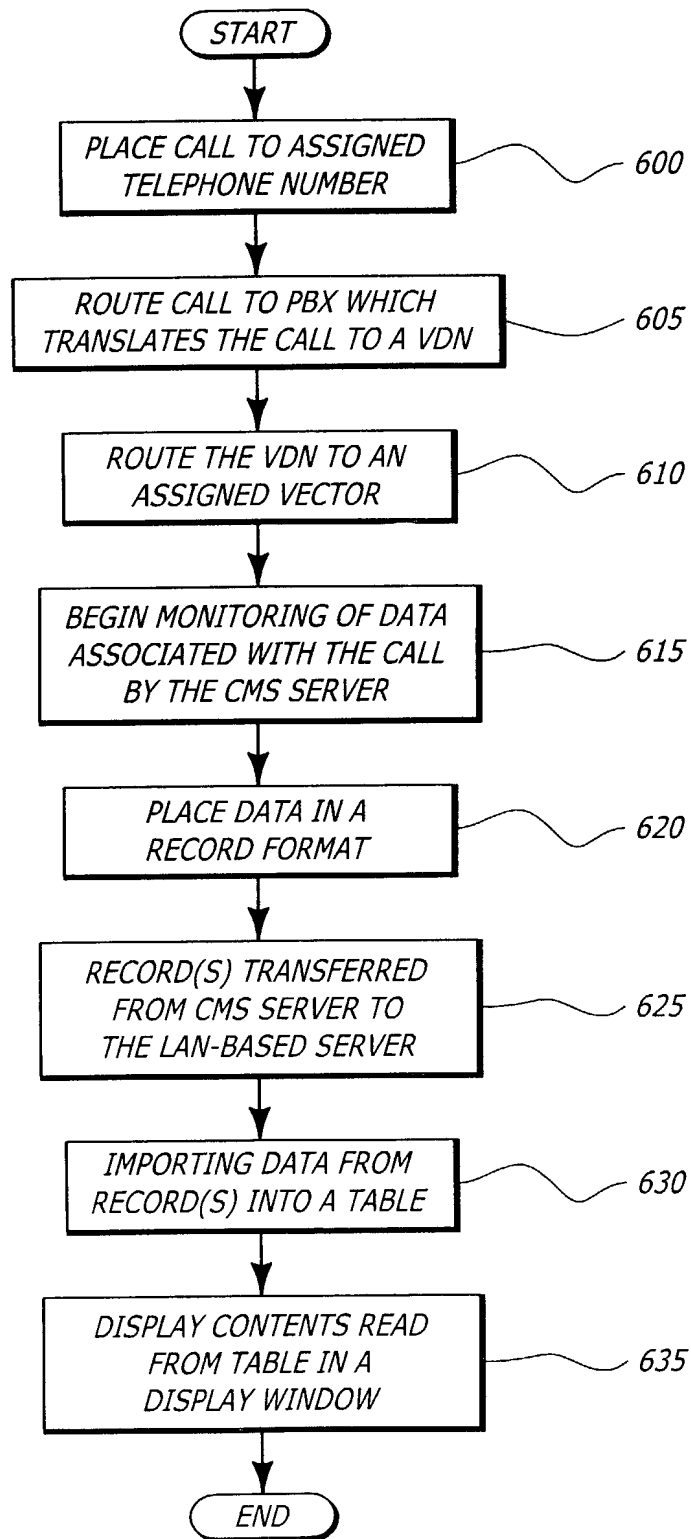 START
PLACE CALL TO ASSIGNED
TELEPHONE NUMBER
600
ROUTE CALL TO PBX WHICH
TRANSLATES THE CALL TO A VDN
605
ROUTE THE VDN TO AN
ASSIGNED VECTOR
610
BEGIN MONITORING OF DATA
ASSOCIATED WITH THE CALL
BY THE CMS SERVER
615
PLACE DATA IN A
RECORD FORMAT
620
RECORD(S) TRANSFERRED
FROM CMS SERVER TO
THE LAN-BASED SERVER
625
IMPORTING DATA FROM
RECORD(S) INTO A TABLE
630
DISPLAY CONTENTS READ
FROM TABLE IN A
DISPLAY WINDOW
635
END